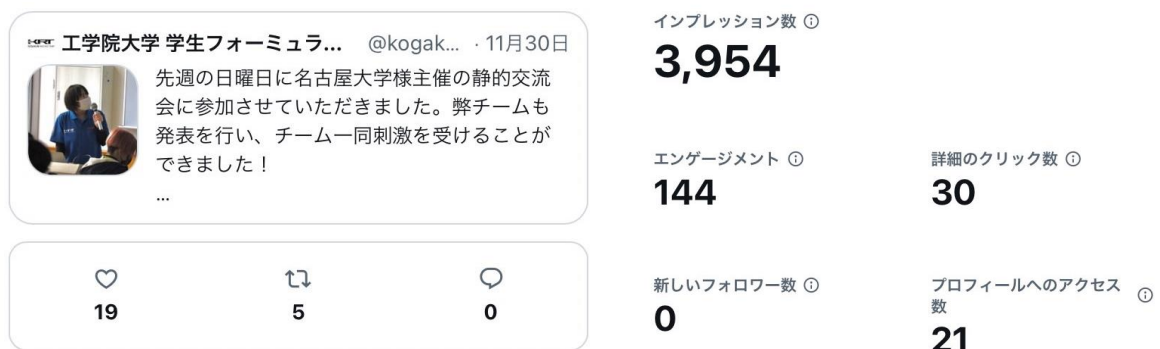 工学院大学 学生フォーミュラ... @kogak... · 11月30日
先週の日曜日に名古屋大学様主催の静的交流
会に参加させていただきました。弊チームも
発表を行い、チーム一同刺激を受けることが
できました！
...
19 5 0
インプレッション数
3,954
エンゲージメント 詳細のクリック数
144 30
新しいフォロワー数 プロフィールへのアクセス
数
0 21